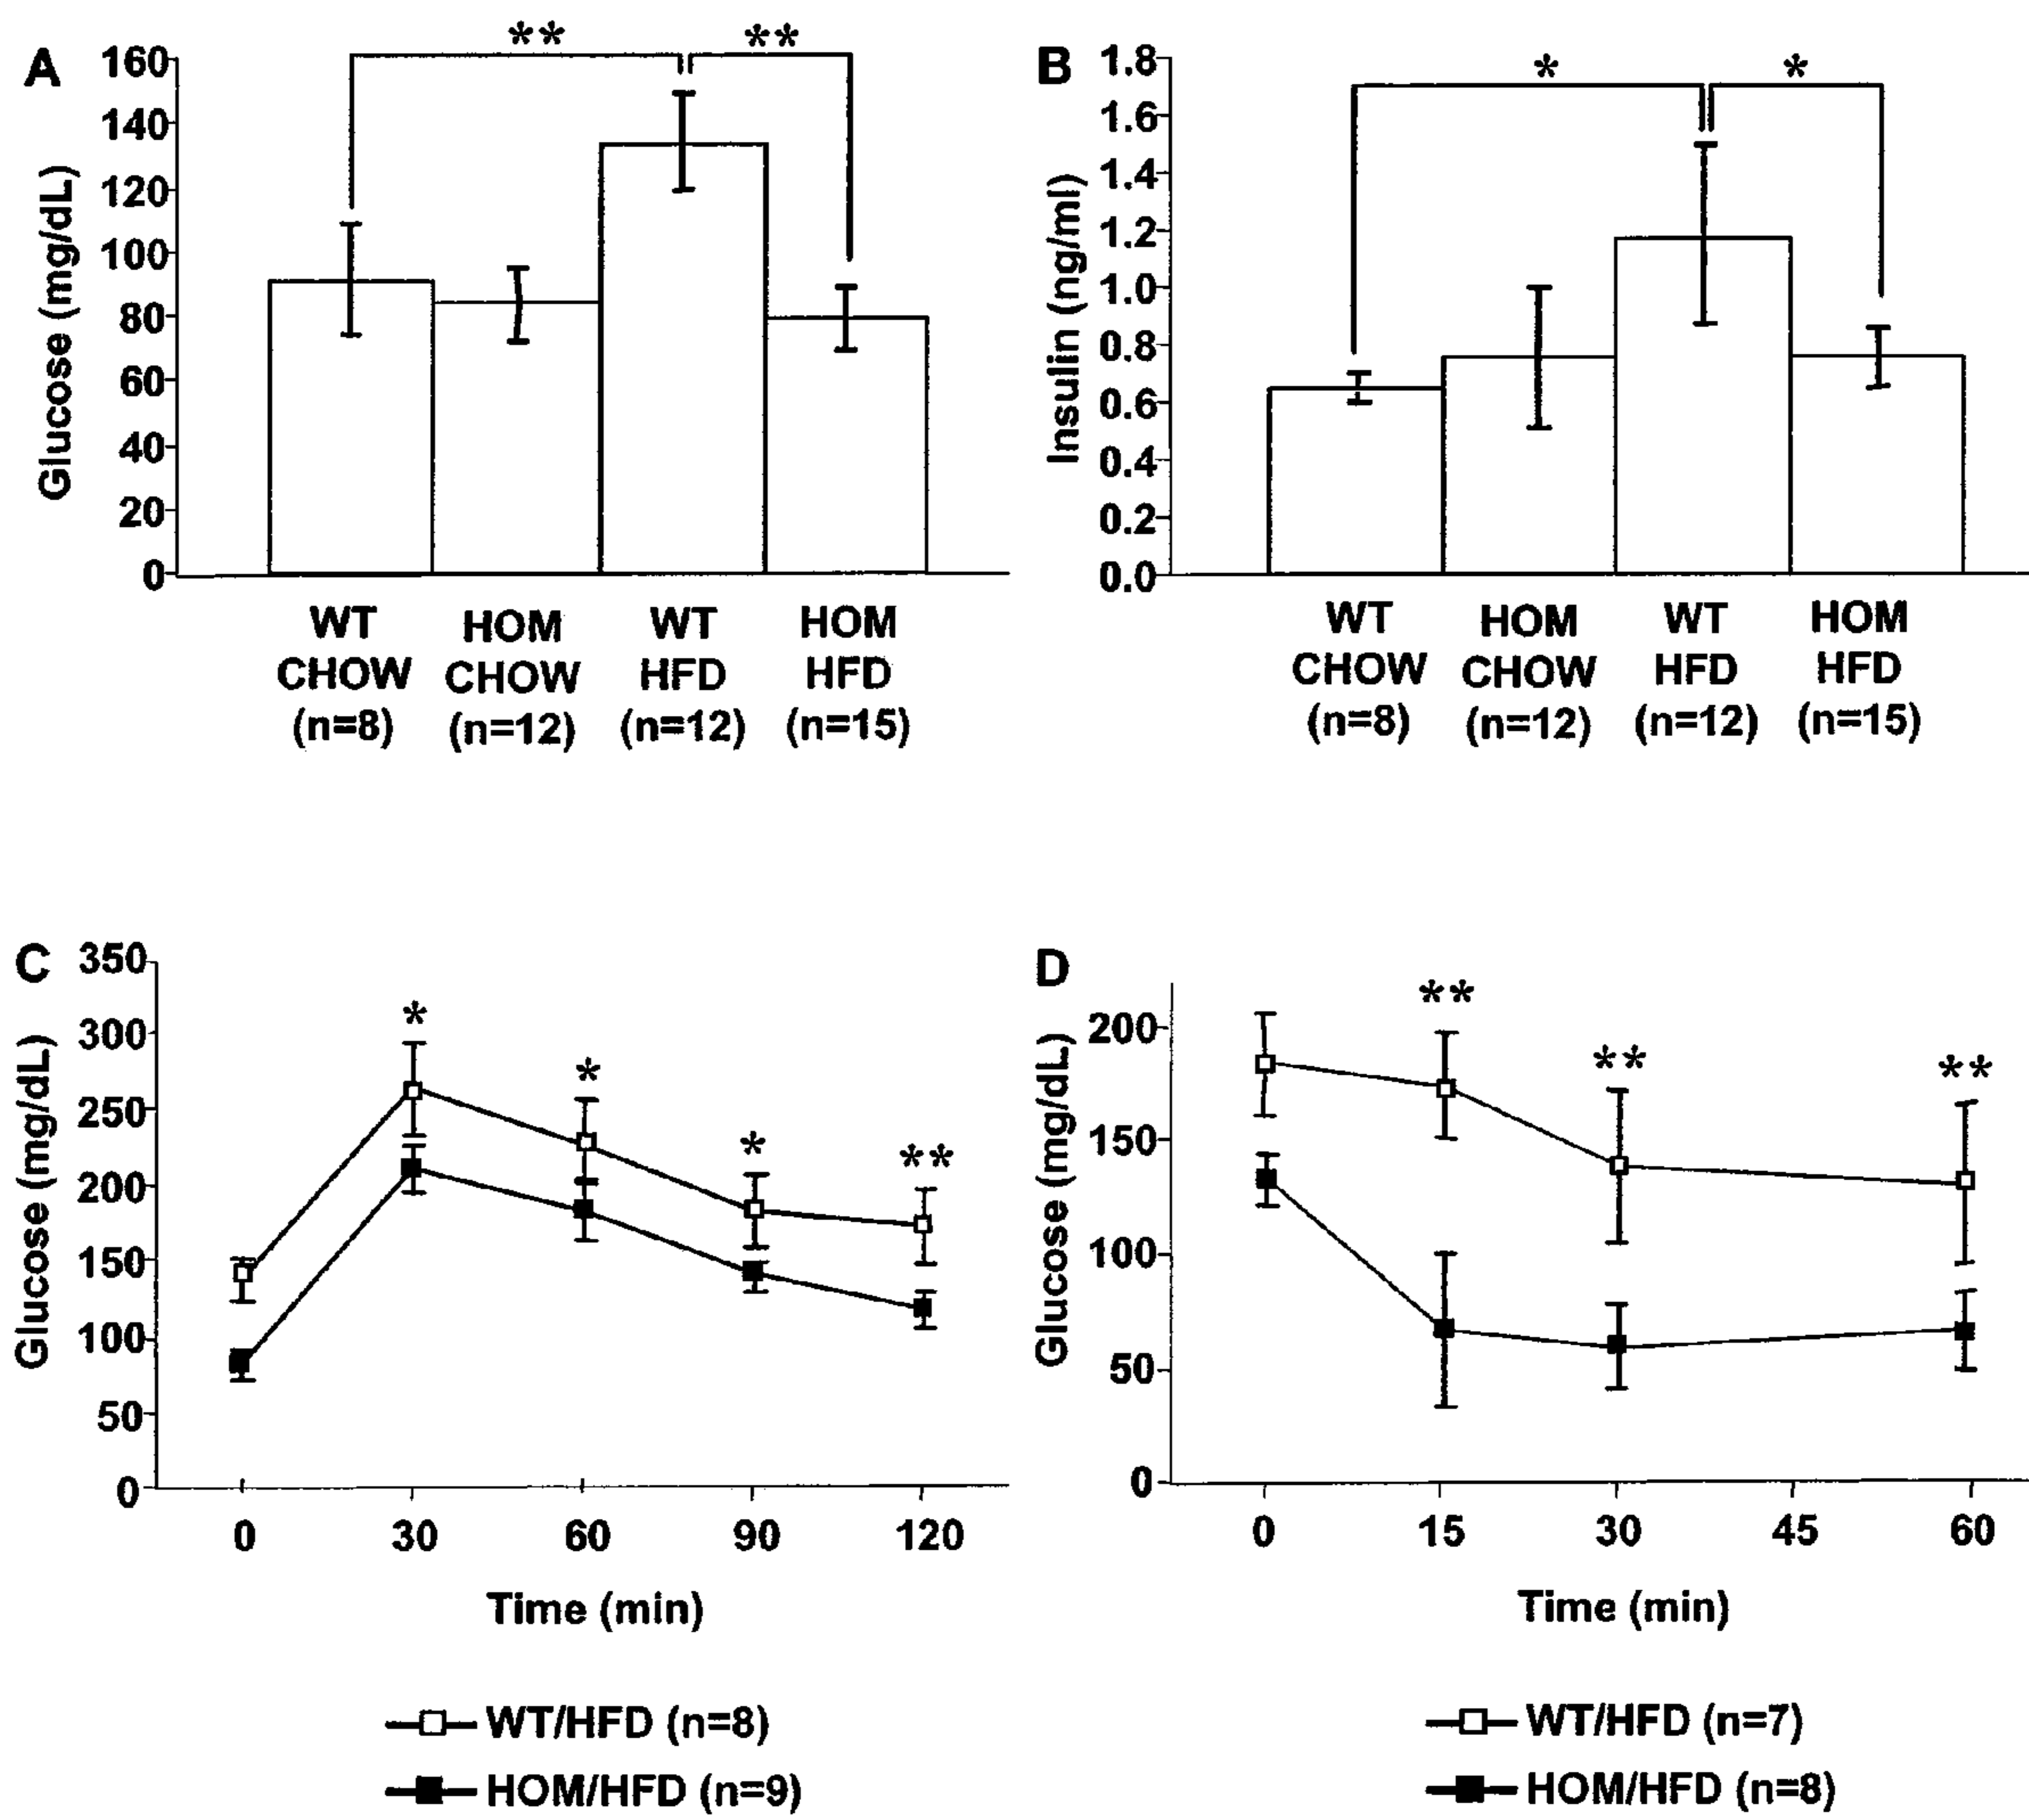 A
**
**
160
140
120
100
80
60
40
20
0
Glucose (mg/dL)
WT
CHOW
(n=8)
HOM
CHOW
(n=12)
WT
HFD
(n=12)
HOM
HFD
(n=15)
B
*
*
1.8
1.6
1.4
1.2
1.0
0.8
0.6
0.4
0.2
0.0
Insulin (ng/ml)
WT
CHOW
(n=8)
HOM
CHOW
(n=12)
WT
HFD
(n=12)
HOM
HFD
(n=15)
C
350
300
250
200
150
100
50
0
Glucose (mg/dL)
*
*
*
**
0 30 60 90 120
Time (min)
WT/HFD (n=8)
HOM/HFD (n=9)
D
200
150
100
50
0
Glucose (mg/dL)
**
**
**
0 15 30 45 60
Time (min)
WT/HFD (n=7)
HOM/HFD (n=8)